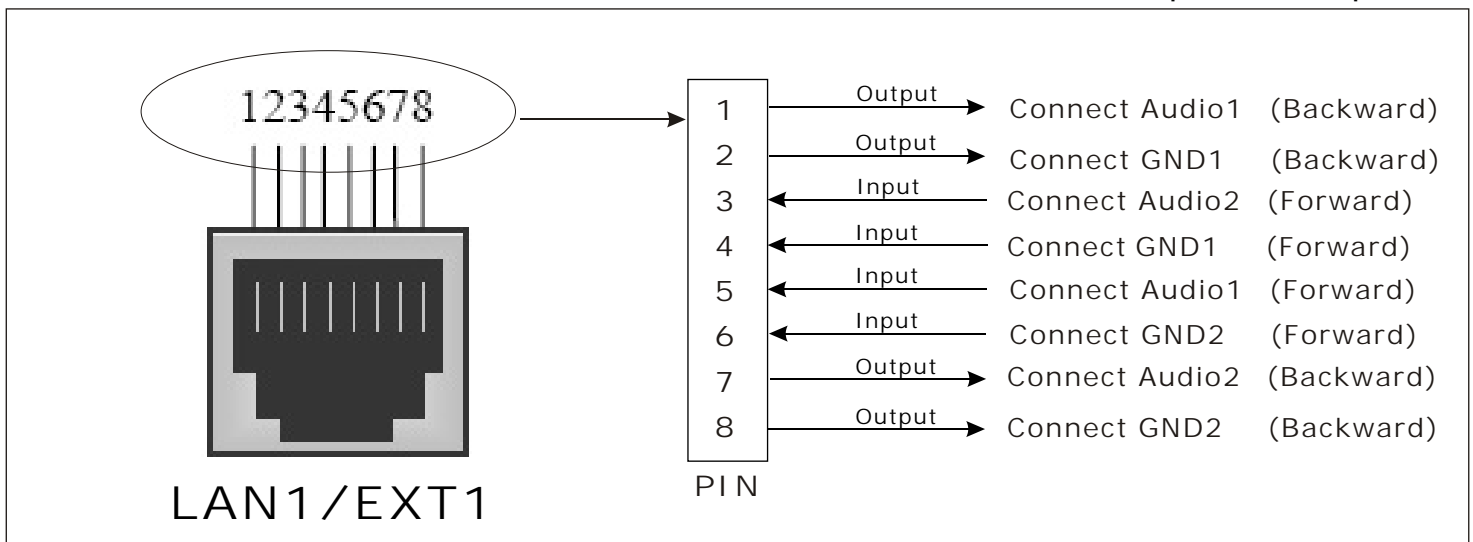 12345678
1 Output Connect Audio1 (Backward)
2 Output Connect GND1 (Backward)
3 Input Connect Audio2 (Forward)
4 Input Connect GND1 (Forward)
5 Input Connect Audio1 (Forward)
6 Input Connect GND2 (Forward)
7 Output Connect Audio2 (Backward)
8 Output Connect GND2 (Backward)
PIN
LAN1/EXT1